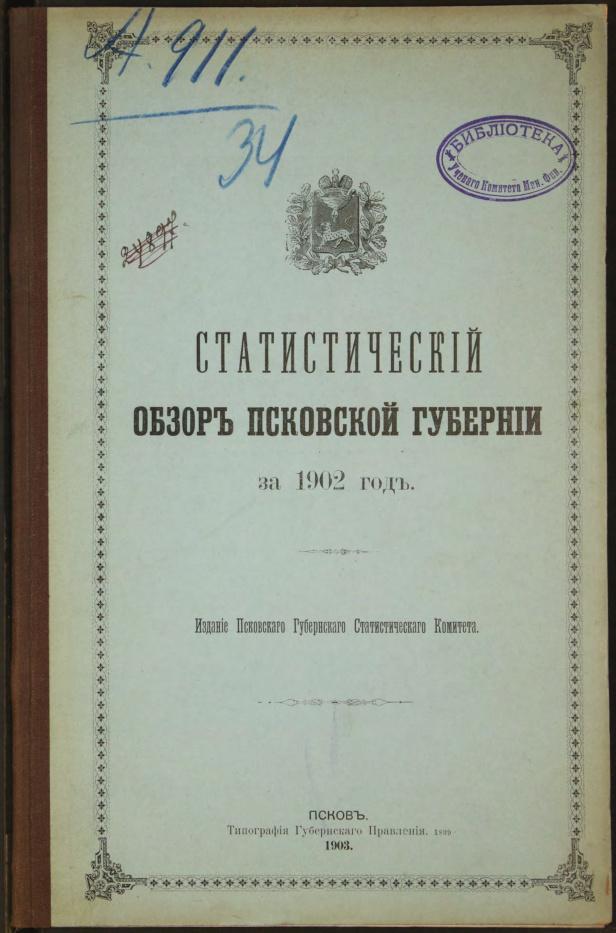 А. 911.
34
БИБЛІОТЕКА
Ученаго Комитета Мин. Фин.
СТАТИСТИЧЕСКІЙ
ОБЗОРЪ ПСКОВСКОЙ ГУБЕРНІИ
за 1902 годъ.
Изданіе Псковскаго Губернскаго Статистическаго Комитета.
ПСКОВЪ.
Типографія Губернскаго Правленія. 1899
1903.